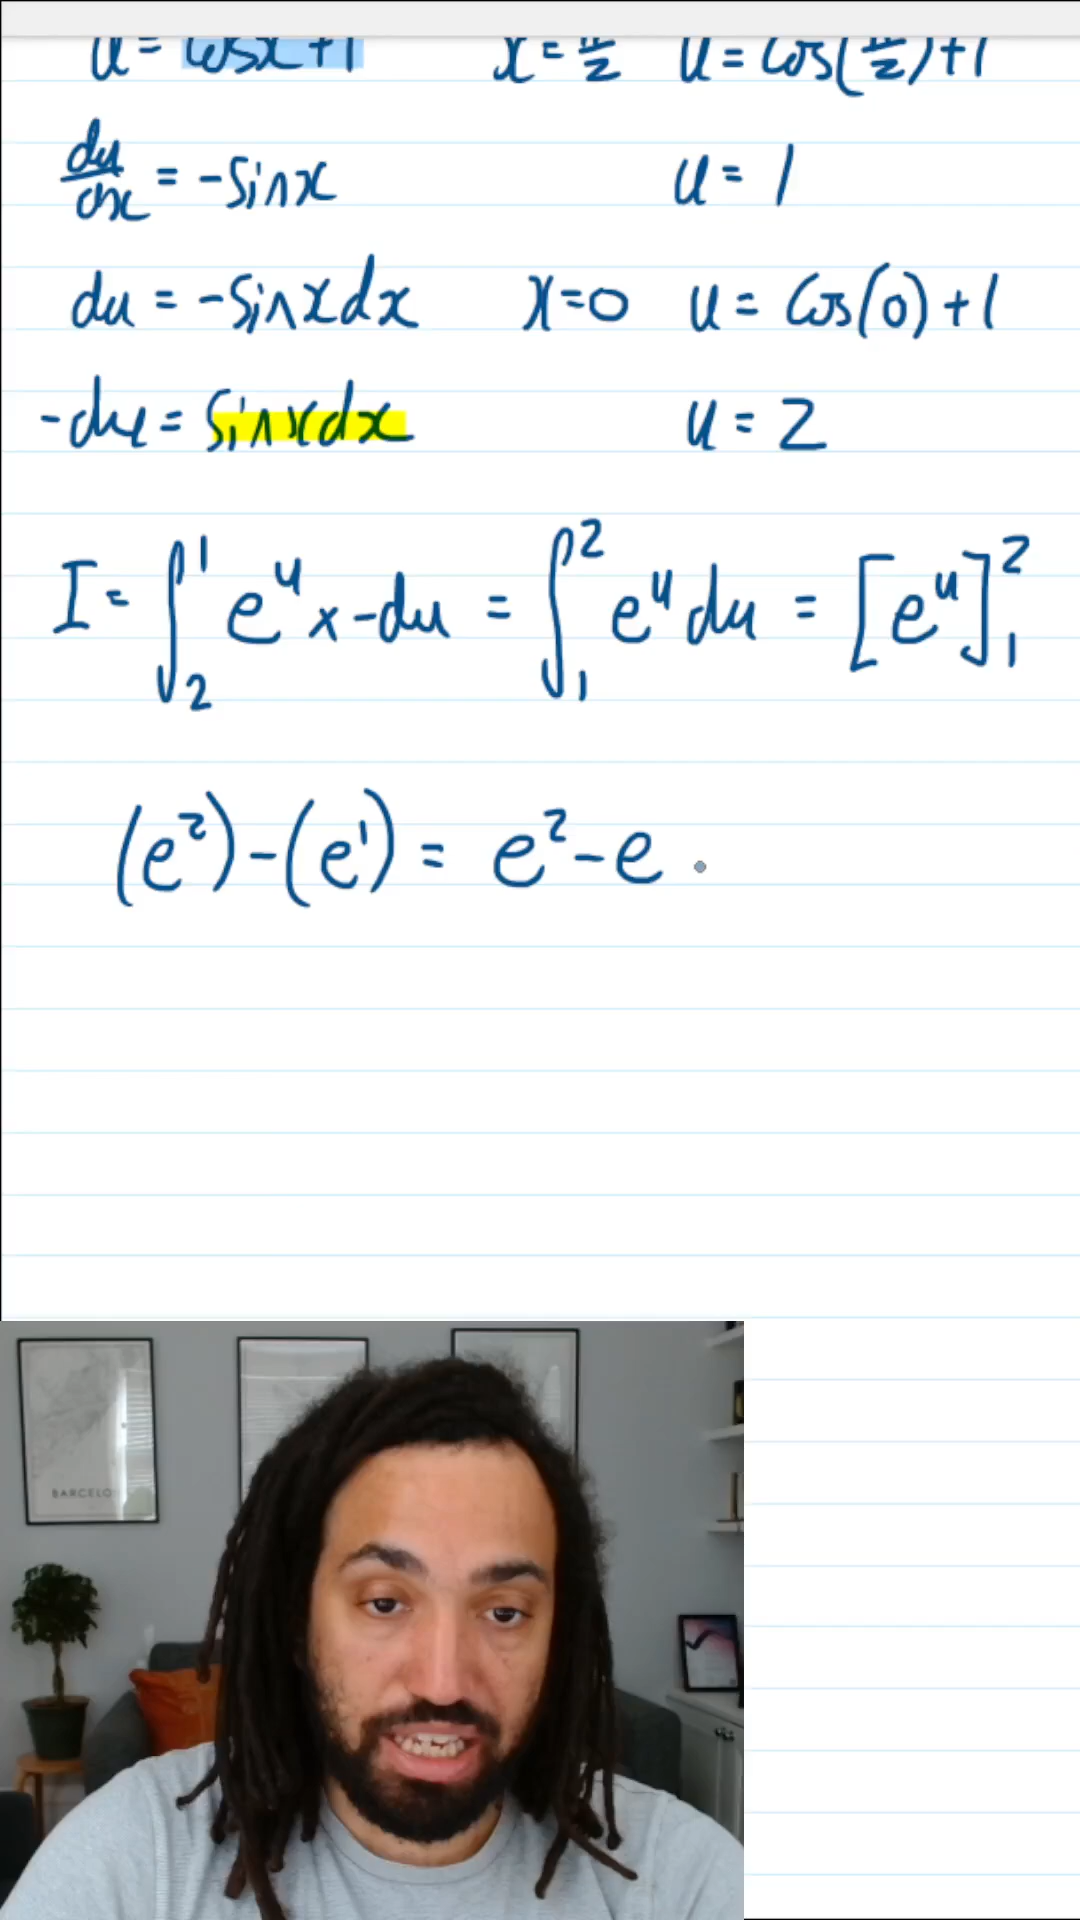 u = cosx + 1 x = π/2 u = cos(π/2) + 1
du/dx = -sinx u = 1
du = -sinxdx x=0 u = cos(0) + 1
-du = sinxdx u = 2
I = ∫₂¹ eᵘ x -du = ∫₁² eᵘ du = [eᵘ]₁²
(e²) - (e¹) = e² - e
BARCELO